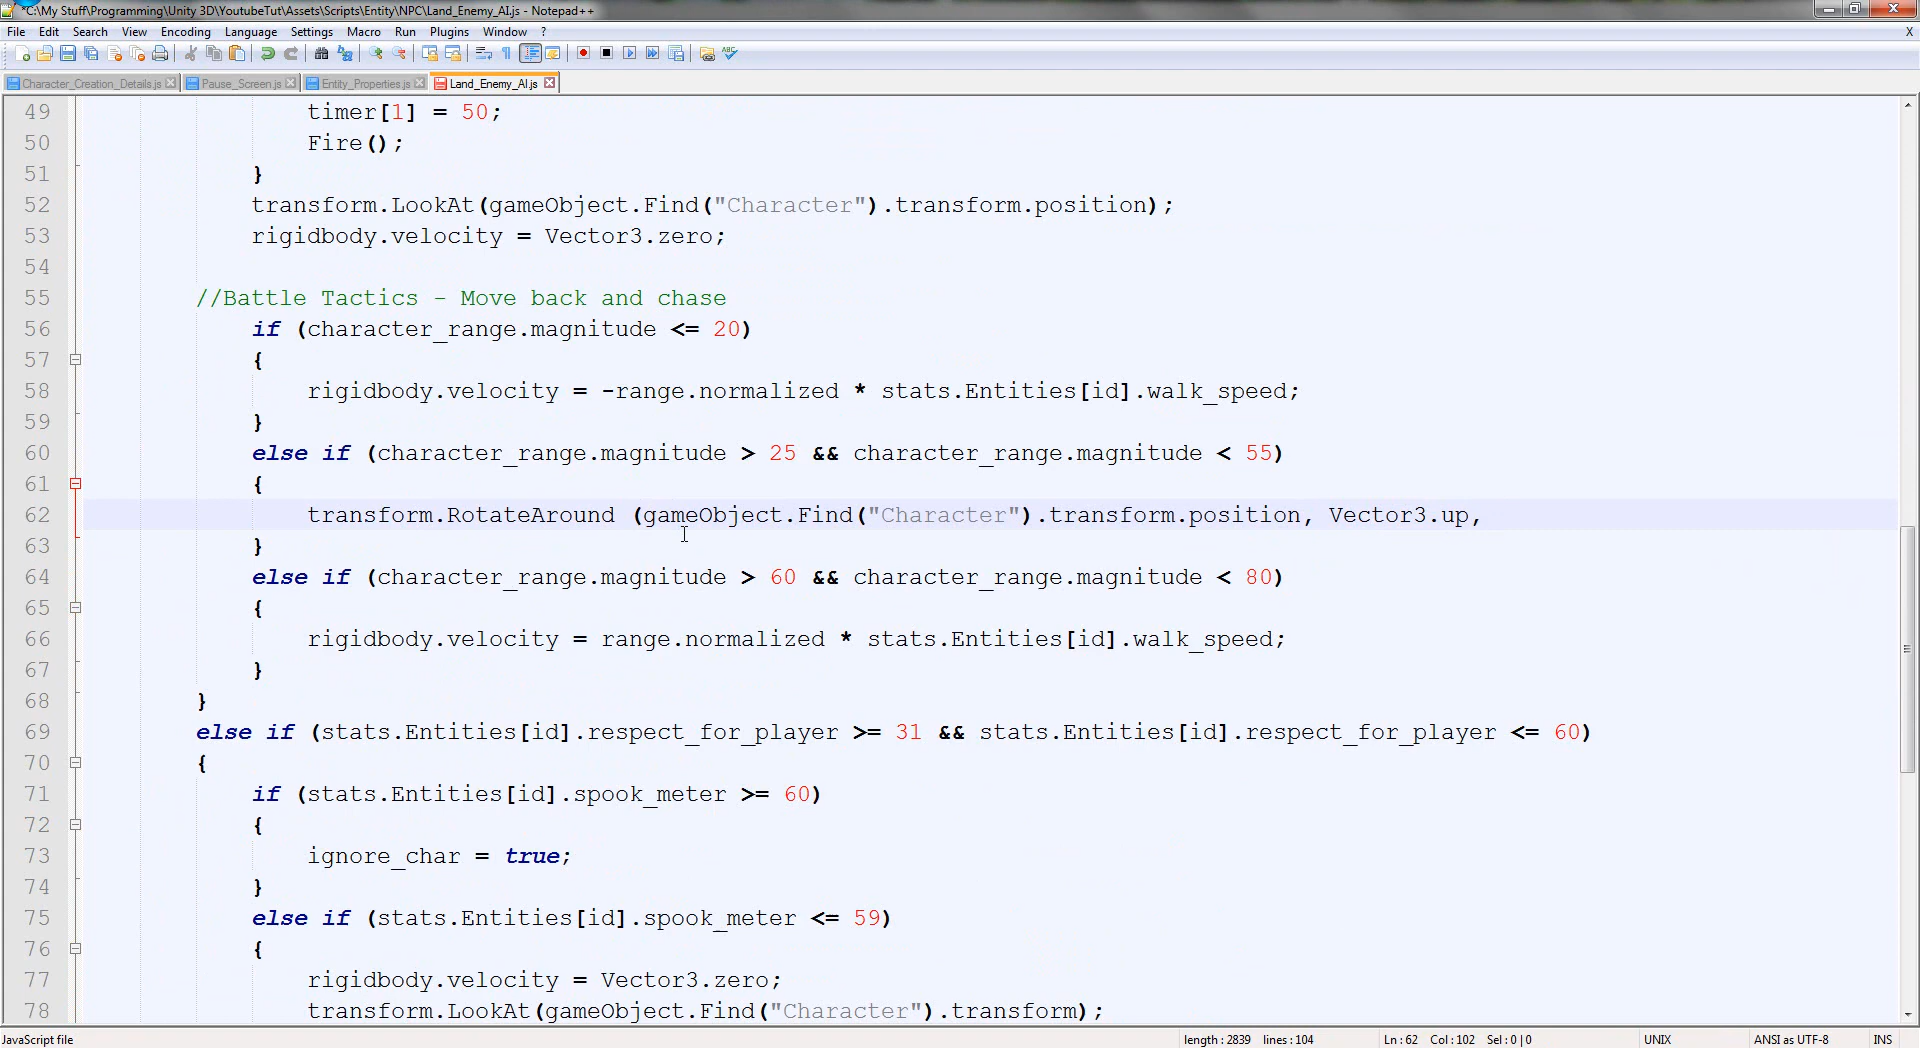 *C:\My Stuff\Programming\Unity 3D\YoutubeTut\Assets\Scripts\Entity\NPC\Land_Enemy_AI.js - Notepad++
File Edit Search View Encoding Language Settings Macro Run Plugins Window ? X
Character_Creation_Details.js Pause_Screen.js Entity_Properties.js Land_Enemy_AI.js
49 timer[1] = 50;
50 Fire();
51 }
52 transform.LookAt(gameObject.Find("Character").transform.position);
53 rigidbody.velocity = Vector3.zero;
54
55 //Battle Tactics - Move back and chase
56 if (character_range.magnitude <= 20)
57 {
58 rigidbody.velocity = -range.normalized * stats.Entities[id].walk_speed;
59 }
60 else if (character_range.magnitude > 25 && character_range.magnitude < 55)
61 {
62 transform.RotateAround (gameObject.Find("Character").transform.position, Vector3.up,
63 }
64 else if (character_range.magnitude > 60 && character_range.magnitude < 80)
65 {
66 rigidbody.velocity = range.normalized * stats.Entities[id].walk_speed;
67 }
68 }
69 else if (stats.Entities[id].respect_for_player >= 31 && stats.Entities[id].respect_for_player <= 60)
70 {
71 if (stats.Entities[id].spook_meter >= 60)
72 {
73 ignore_char = true;
74 }
75 else if (stats.Entities[id].spook_meter <= 59)
76 {
77 rigidbody.velocity = Vector3.zero;
78 transform.LookAt(gameObject.Find("Character").transform);
JavaScript file length : 2839 lines : 104 Ln : 62 Col : 102 Sel : 0 | 0 UNIX ANSI as UTF-8 INS